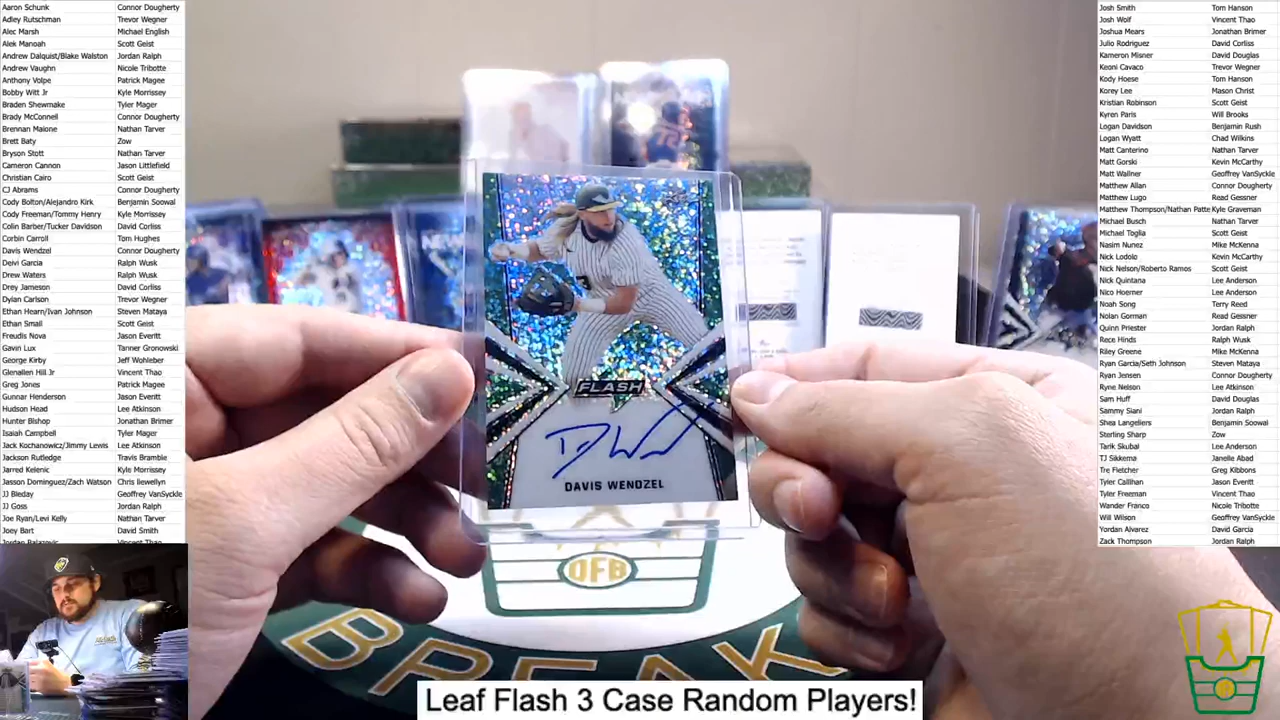 Aaron Schunk Connor Dougherty
Adley Rutschman Trevor Wegner
Alec Marsh Michael English
Alek Manoah Scott Geist
Andrew Dalquist/Blake Walston Jordan Ralph
Andrew Vaughn Nicole Tribotte
Anthony Volpe Patrick Magee
Bobby Witt Jr Kyle Morrissey
Braden Shewmake Tyler Mager
Brady McConnell Nathan Tarver
Brennan Malone Nathan Tarver
Brett Baty Zow
Bryson Stott Nathan Tarver
Cameron Cannon Jason Littlefield
Christian Cairo Scott Geist
CJ Abrams Connor Dougherty
Cody Bolton/Alejandro Kirk Benjamin Soowal
Cody Freeman/Tommy Henry Kyle Morrissey
Colin Barber/Tucker Davidson David Corliss
Corbin Carroll Tom Hughes
Davis Wendzel Connor Dougherty
Deivi Garcia Ralph Wusk
Drew Waters Ralph Wusk
Drey Jameson David Corliss
Dylan Carlson Trevor Wegner
Ethan Hearn/Ivan Johnson Steven Mataya
Ethan Small Scott Geist
Freudis Nova Jason Everitt
Gavin Lux Tanner Gronowski
George Kirby Jeff Wohleber
Glenallen Hill Jr Vincent Thao
Greg Jones Patrick Magee
Gunnar Henderson Jason Everitt
Hudson Head Lee Atkinson
Hunter Bishop Jonathan Brimer
Isaiah Campbell Tyler Mager
Jack Kochanowicz/Jimmy Lewis Lee Atkinson
Jackson Rutledge Travis Bramble
Jarred Kelenic Kyle Morrissey
Jasson Dominguez/Zach Watson Chris llewellyn
JJ Bleday Geoffrey VanSyckle
JJ Goss Jordan Ralph
Joe Ryan/Levi Kelly Nathan Tarver
Joey Bart David Smith
Jordan Balazovic Vincent Thao
FLASH
DW
DAVIS WENDZEL
OFB
BREAK
Leaf Flash 3 Case Random Players!
Josh Smith Tom Hanson
Josh Wolf Vincent Thao
Joshua Mears Jonathan Brimer
Julio Rodriguez David Corliss
Kameron Misner David Douglas
Keoni Cavaco Trevor Wegner
Kody Hoese Tom Hanson
Korey Lee Mason Christ
Kristian Robinson Scott Geist
Kyren Paris Will Brooks
Logan Davidson Benjamin Rush
Logan Wyatt Chad Wilkins
Matt Canterino Nathan Tarver
Matt Gorski Kevin McCarthy
Matt Wallner Geoffrey VanSyckle
Matthew Allan Connor Dougherty
Matthew Lugo Read Gessner
Matthew Thompson/Nathan Patte Kyle Graveman
Michael Busch Nathan Tarver
Michael Toglia Scott Geist
Nasim Nunez Mike McKenna
Nick Lodolo Kevin McCarthy
Nick Nelson/Roberto Ramos Scott Geist
Nick Quintana Lee Anderson
Nico Hoerner Lee Anderson
Noah Song Terry Reed
Nolan Gorman Read Gessner
Quinn Priester Jordan Ralph
Rece Hinds Ralph Wusk
Riley Greene Mike McKenna
Ryan Garcia/Seth Johnson Steven Mataya
Ryan Jensen Connor Dougherty
Ryne Nelson Lee Atkinson
Sam Huff David Douglas
Sammy Siani Jordan Ralph
Shea Langeliers Benjamin Soowal
Sterling Sharp Zow
Tarik Skubal Lee Anderson
TJ Sikkema Janelle Abad
Tre Fletcher Greg Kibbons
Tyler Callihan Jason Everitt
Tyler Freeman Vincent Thao
Wander Franco Nicole Tribotte
Will Wilson Geoffrey VanSyckle
Yordan Alvarez David Garcia
Zack Thompson Jordan Ralph